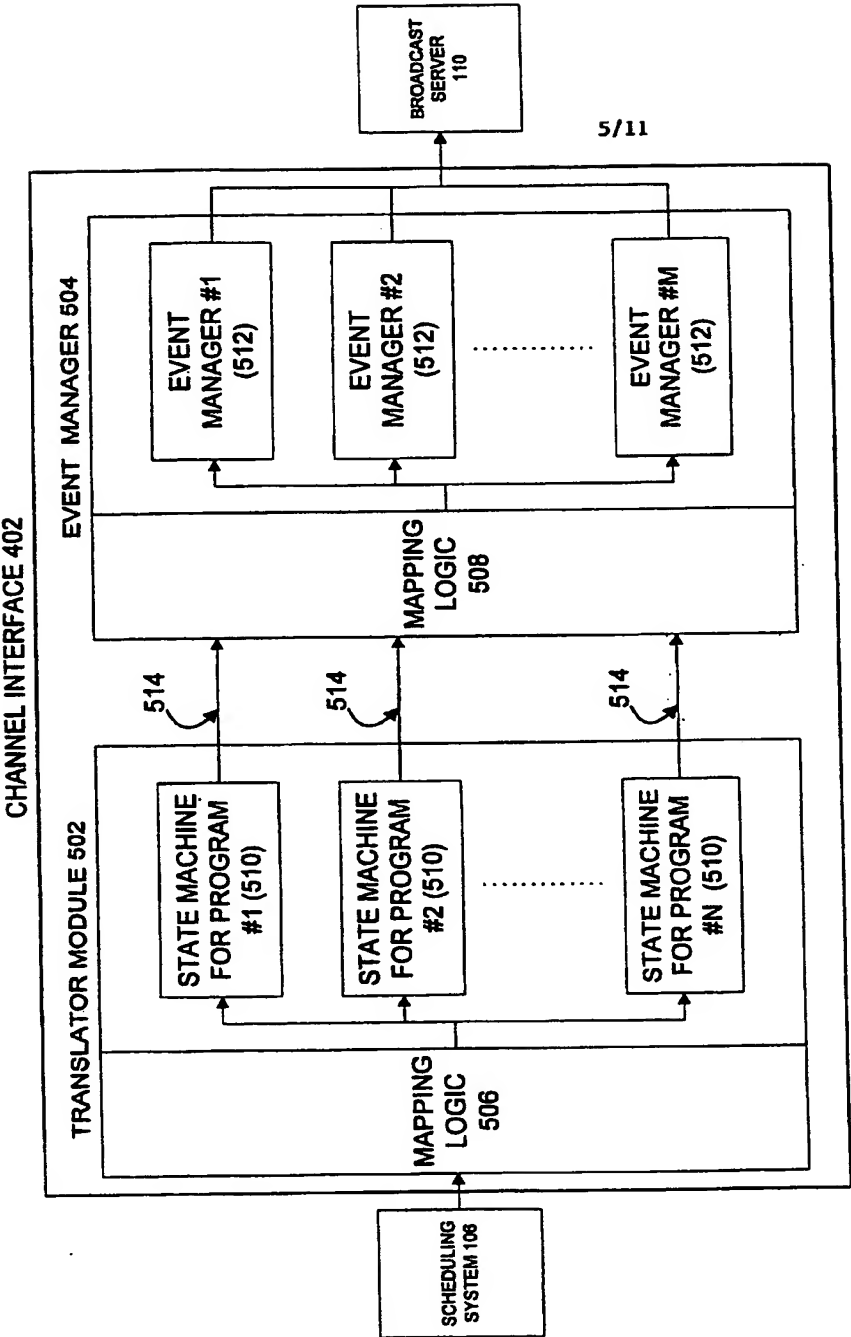 5/11
CHANNEL INTERFACE 402
TRANSLATOR MODULE 502
EVENT MANAGER 504
SCHEDULING
SYSTEM 106
MAPPING
LOGIC
506
STATE MACHINE
FOR PROGRAM
#1 (510)
STATE MACHINE
FOR PROGRAM
#2 (510)
STATE MACHINE
FOR PROGRAM
#N (510)
514
514
514
MAPPING
LOGIC
508
EVENT
MANAGER #1
(512)
EVENT
MANAGER #2
(512)
EVENT
MANAGER #M
(512)
BROADCAST
SERVER
110